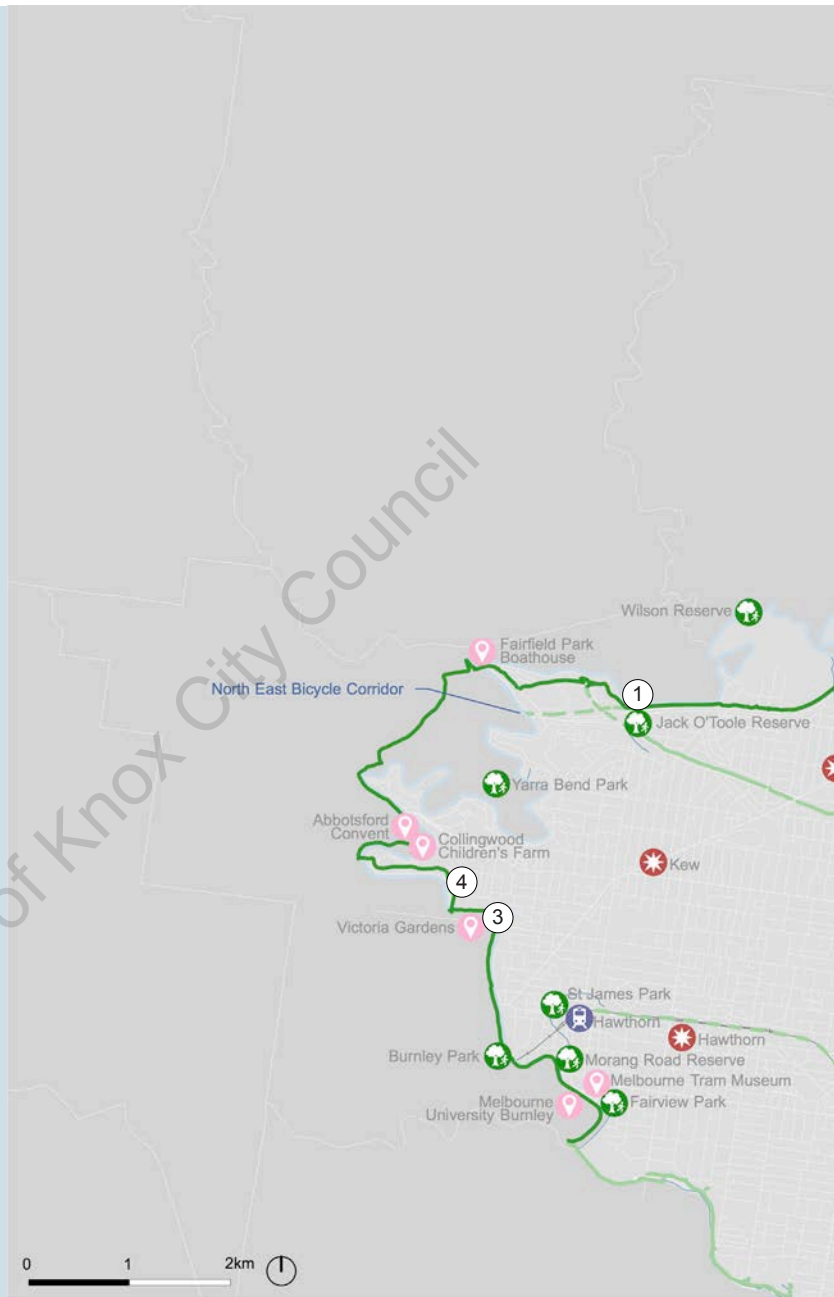 of Knox City Council
Wilson Reserve
Fairfield Park
Boathouse
North East Bicycle Corridor
1
Jack O'Toole Reserve
Yarra Bend Park
Abbotsford
Convent
Collingwood
Children's Farm
Kew
4
3
Victoria Gardens
St James Park
Hawthorn
Hawthorn
Burnley Park
Morang Road Reserve
Melbourne Tram Museum
Melbourne
University Burnley
Fairview Park
0 1 2km